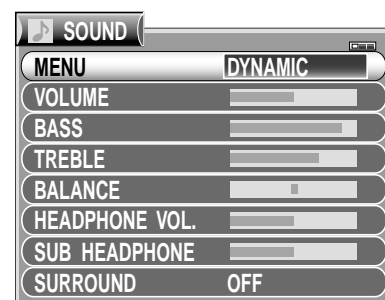 SOUND
MENU DYNAMIC
VOLUME
BASS
TREBLE
BALANCE
HEADPHONE VOL.
SUB HEADPHONE
SURROUND OFF